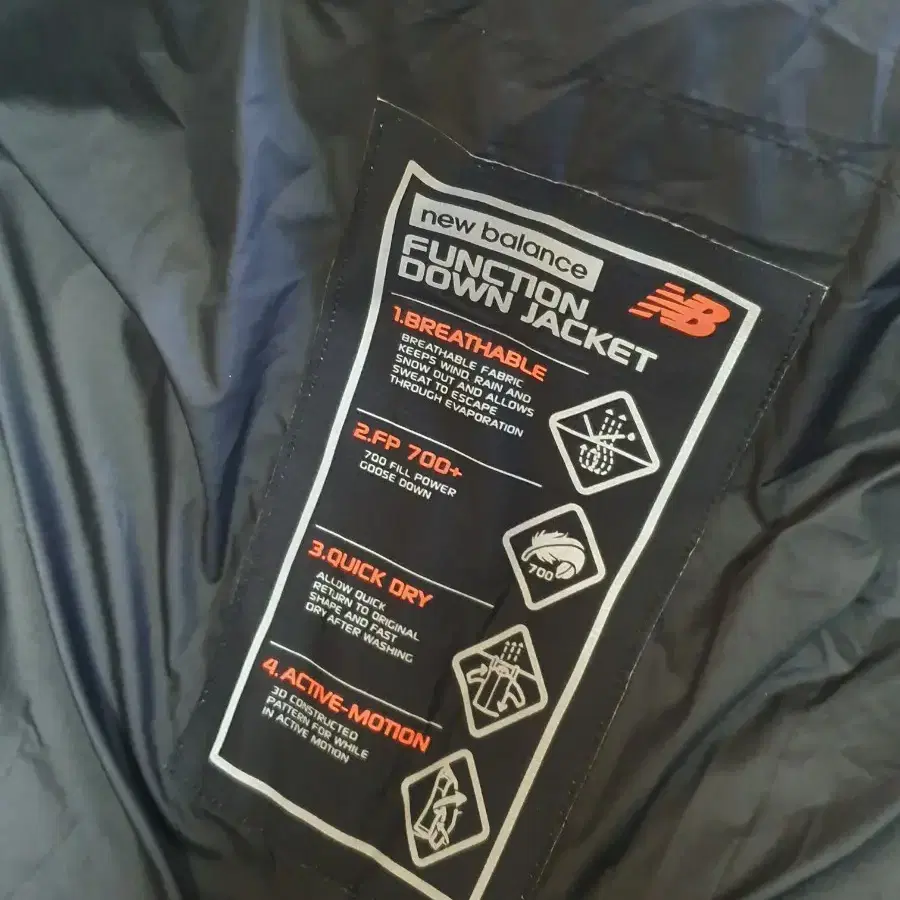 new balance
FUNCTION
DOWN JACKET
NB
1.BREATHABLE
BREATHABLE FABRIC
KEEPS WIND, RAIN AND
SNOW OUT AND ALLOWS
SWEAT TO ESCAPE
THROUGH EVAPORATION
2.FP 700+
700 FILL POWER
GOOSE DOWN
700
3.QUICK DRY
ALLOW QUICK
RETURN TO ORIGINAL
SHAPE AND FAST
DRY AFTER WASHING
4.ACTIVE-MOTION
3D CONSTRUCTED
PATTERN FOR WHILE
IN ACTIVE MOTION